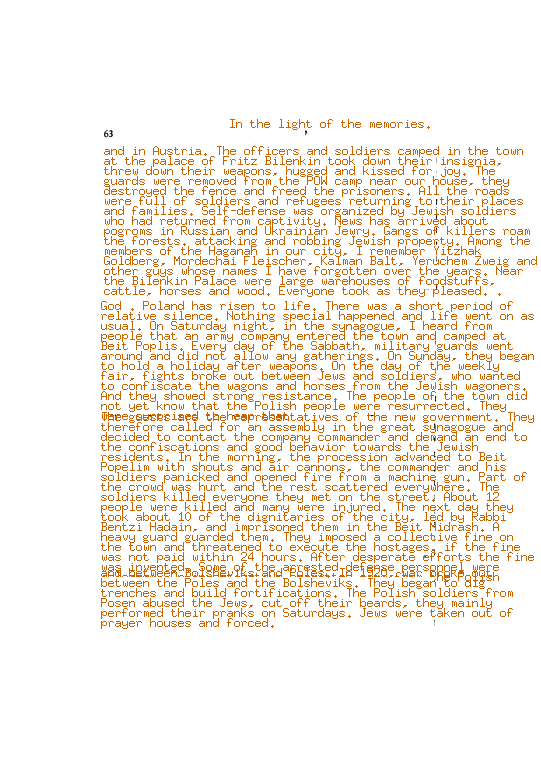 In the light of the memories.
63
and in Austria. The officers and soldiers camped in the town
at the palace of Fritz Bilenkin took down their insignia,
threw down their weapons, hugged and kissed for joy. The
guards were removed from the POW camp near our house, they
destroyed the fence and freed the prisoners. All the roads
were full of soldiers and refugees returning to their places
and families. Self-defense was organized by Jewish soldiers
who had returned from captivity. News has arrived about
pogroms in Russian and Ukrainian Jewry. Gangs of killers roam
the forests. attacking and robbing Jewish property. Among the
members of the Haganah in our city, I remember Yitzhak
Goldberg, Mordechai Fleischer, Kalman Balt, Yeruchem Zweig and
other guys whose names I have forgotten over the years. Near
the Bilenkin Palace were large warehouses of foodstuffs,
cattle, horses and wood. Everyone took as they pleased. .
God . Poland has risen to life. There was a short period of
relative silence. Nothing special happened and life went on as
usual. On Saturday night, in the synagogue, I heard from
people that an army company entered the town and camped at
Beit Poplis. Every day of the Sabbath, military guards went
around and did not allow any gatherings. On Sunday, they began
to hold a holiday after weapons. On the day of the weekly
fair, fights broke out between Jews and soldiers, who wanted
to confiscate the wagons and horses from the Jewish wagoners.
And they showed strong resistance. The people of the town did
not yet know that the Polish people were resurrected. They
the representatives of the new government. They
therefore called for an assembly in the great synagogue and
decided to contact the company commander and demand an end to
the confiscations and good behavior towards the Jewish
residents. In the morning, the procession advanced to Beit
Popelim with shouts and air cannons, the commander and his
soldiers panicked and opened fire from a machine gun. Part of
the crowd was hurt and the rest scattered everywhere. The
soldiers killed everyone they met on the street. About 12
people were killed and many were injured. The next day they
took about 10 of the dignitaries of the city, led by Rabbi
Bentzi Hadain, and imprisoned them in the Beit Midrash. A
heavy guard guarded them. They imposed a collective fine on
the town and threatened to execute the hostages, if the fine
was not paid within 24 hours. After desperate efforts the fine
was invented. Some of the arrested defense personnel were
and between Bolsheviks and Poles. In 1920, war broke out
between the Poles and the Bolsheviks. They began to dig
trenches and build fortifications. The Polish soldiers from
Posen abused the Jews, cut off their beards, they mainly
performed their pranks on Saturdays. Jews were taken out of
prayer houses and forced.